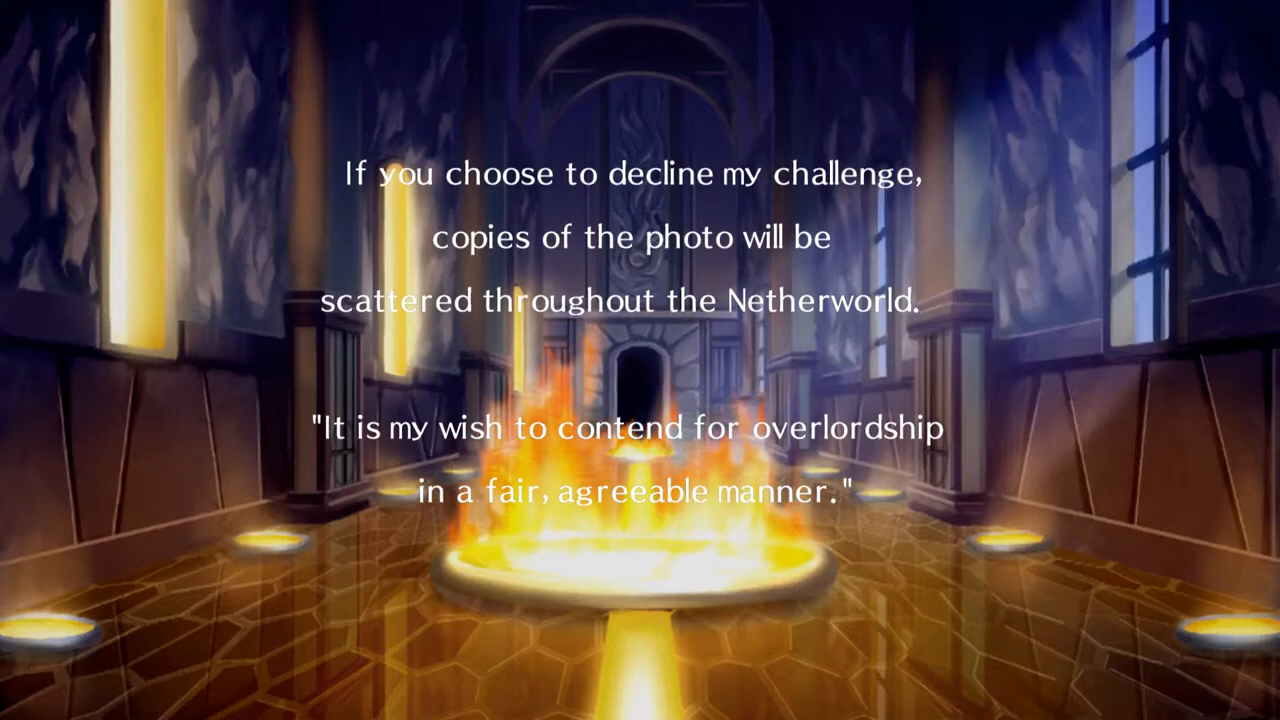 If you choose to decline my challenge,
copies of the photo will be
scattered throughout the Netherworld.
"It is my wish to contend for overlordship
in a fair, agreeable manner."